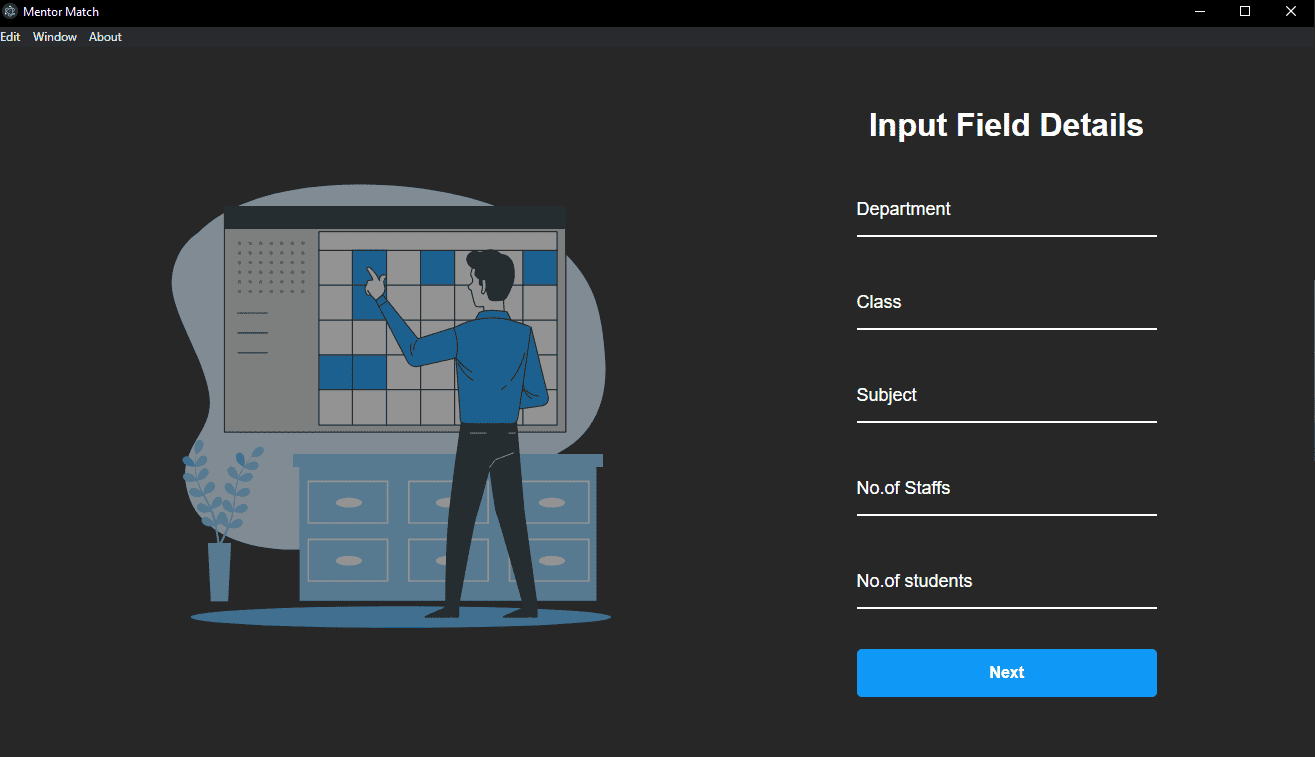 Mentor Match
Edit Window About
Input Field Details
Department
Class
Subject
No.of Staffs
No.of students
Next